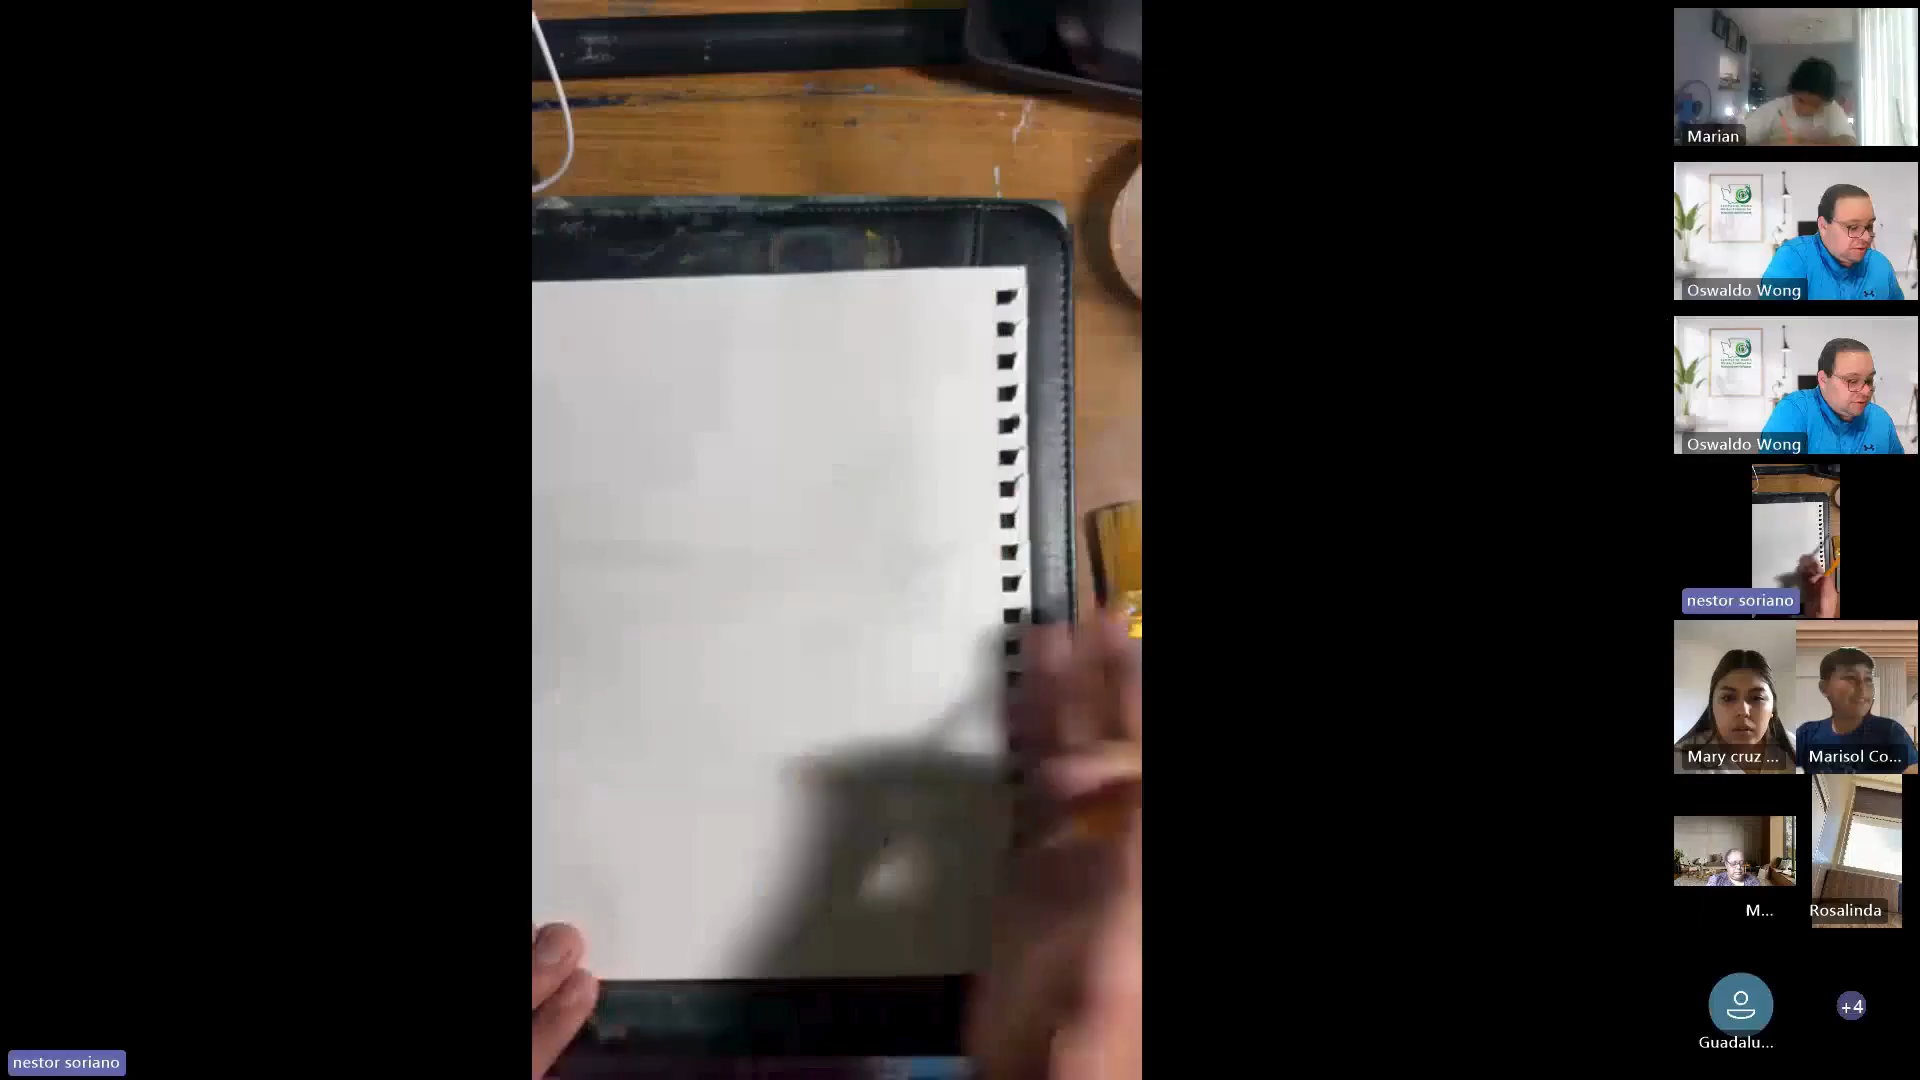 Marian
Oswaldo Wong
Oswaldo Wong
nestor soriano
Mary cruz ...
Marisol Co...
M...
Rosalinda
Guadalu...
+4
nestor soriano